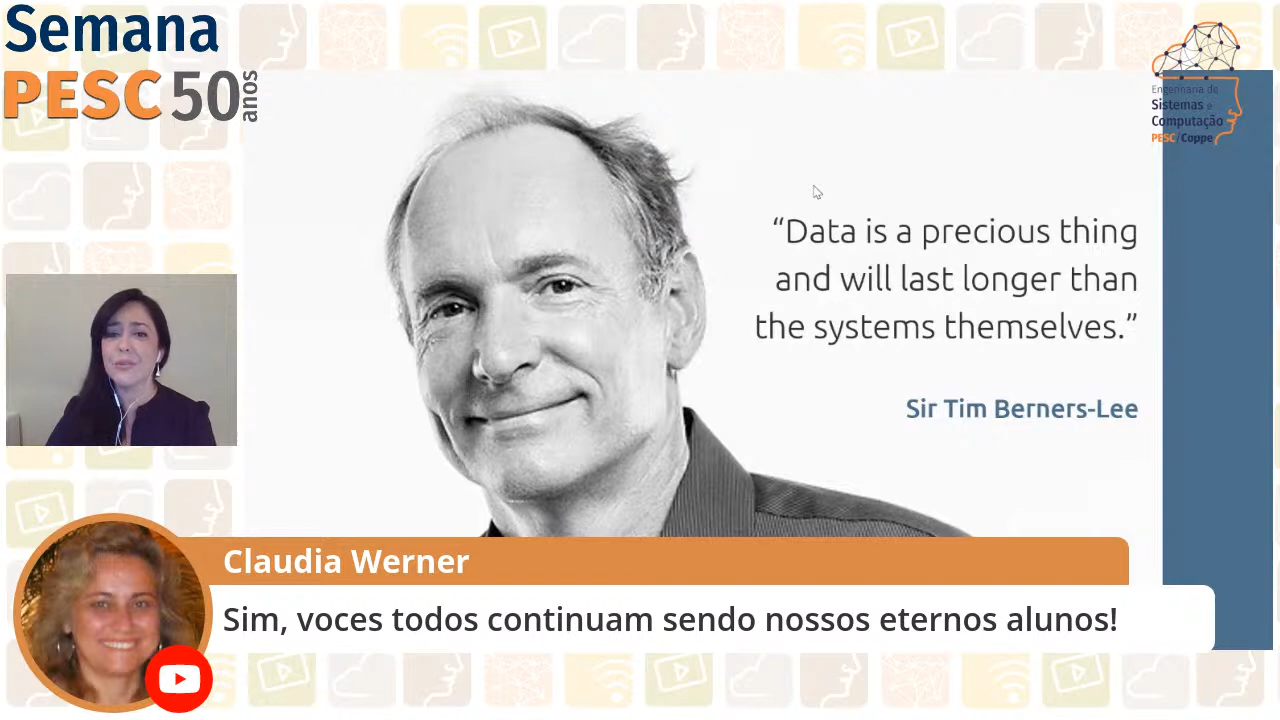 Semana
PESC 50 anos
Engenharia de
Sistemas e
Computação
PESC/Coppe
“Data is a precious thing
and will last longer than
the systems themselves.”
Sir Tim Berners-Lee
Claudia Werner
Sim, voces todos continuam sendo nossos eternos alunos!